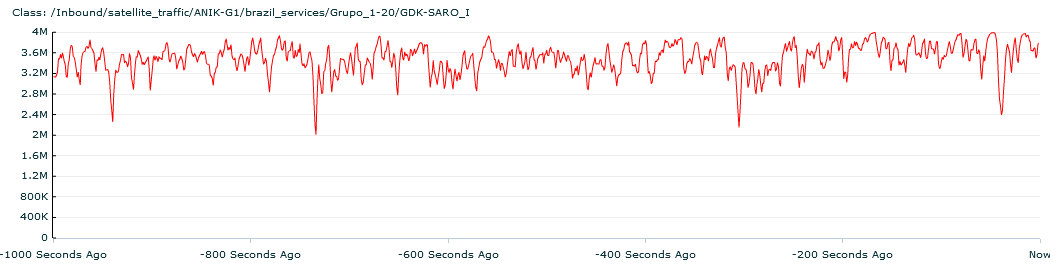 Class: /Inbound/satellite_traffic/ANIK-G1/brazil_services/Grupo_1-20/GDK-SARO_I
4M
3.6M
3.2M
2.8M
2.4M
2M
1.6M
1.2M
800K
400K
0
-1000 Seconds Ago -800 Seconds Ago -600 Seconds Ago -400 Seconds Ago -200 Seconds Ago Now